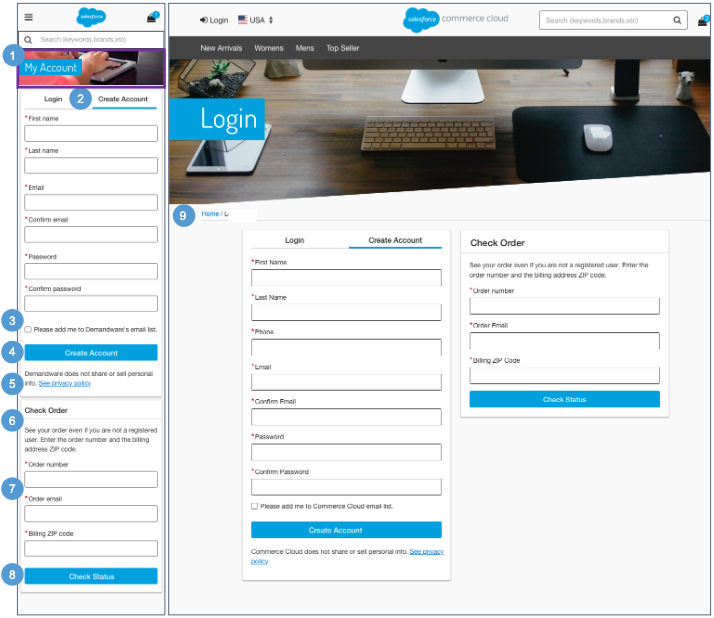 salesforce
1
Search (keywords,brands,etc)
1
My Account
Login
2
Create Account
*First name
*Last name
*Email
*Confirm email
*Password
*Confirm password
3
Please add me to Demandware's email list.
4
Create Account
5
Demandware does not share or sell personal
info. See privacy policy
Check Order
6
See your order even if you are not a registered
user. Enter the order number and the billing
address ZIP code.
*Order number
7
*Order email
*Billing ZIP code
8
Check Status
Login
USA
salesforce commerce cloud
Search (keywords,brands,etc)
New Arrivals Womens Mens Top Seller
Login
9
Home /
Login
Create Account
*First Name
*Last Name
*Phone
*Email
*Confirm Email
*Password
*Confirm Password
Please add me to Commerce Cloud email list.
Create Account
Commerce Cloud does not share or sell personal info. See privacy
policy
Check Order
See your order even if you are not a registered user. Enter the
order number and the billing address ZIP code.
*Order number
*Order Email
*Billing ZIP Code
Check Status